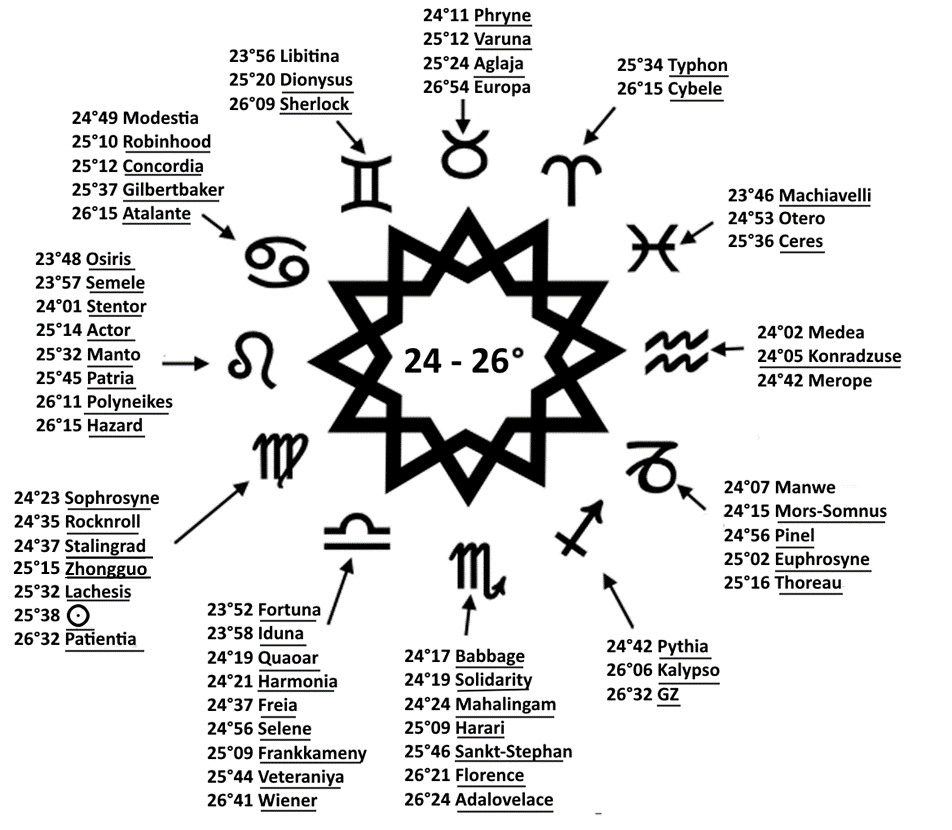 24°11 Phryne
25°12 Varuna
25°24 Aglaja
26°54 Europa
23°56 Libitina
25°20 Dionysus
26°09 Sherlock
25°34 Typhon
26°15 Cybele
24°49 Modestia
25°10 Robinhood
25°12 Concordia
25°37 Gilbertbaker
26°15 Atalante
23°46 Machiavelli
24°53 Otero
25°36 Ceres
23°48 Osiris
23°57 Semele
24°01 Stentor
25°14 Actor
25°32 Manto
25°45 Patria
26°11 Polyneikes
26°15 Hazard
24 - 26°
24°02 Medea
24°05 Konradzuse
24°42 Merope
24°23 Sophrosyne
24°35 Rocknroll
24°37 Stalingrad
25°15 Zhongguo
25°32 Lachesis
25°38 ☉
26°32 Patientia
24°07 Manwe
24°15 Mors-Somnus
24°56 Pinel
25°02 Euphrosyne
25°16 Thoreau
23°52 Fortuna
23°58 Iduna
24°19 Quaoar
24°21 Harmonia
24°37 Freia
24°56 Selene
25°09 Frankkameny
25°44 Veteraniya
26°41 Wiener
24°17 Babbage
24°19 Solidarity
24°24 Mahalingam
25°09 Harari
25°46 Sankt-Stephan
26°21 Florence
26°24 Adalovelace
24°42 Pythia
26°06 Kalypso
26°32 GZ